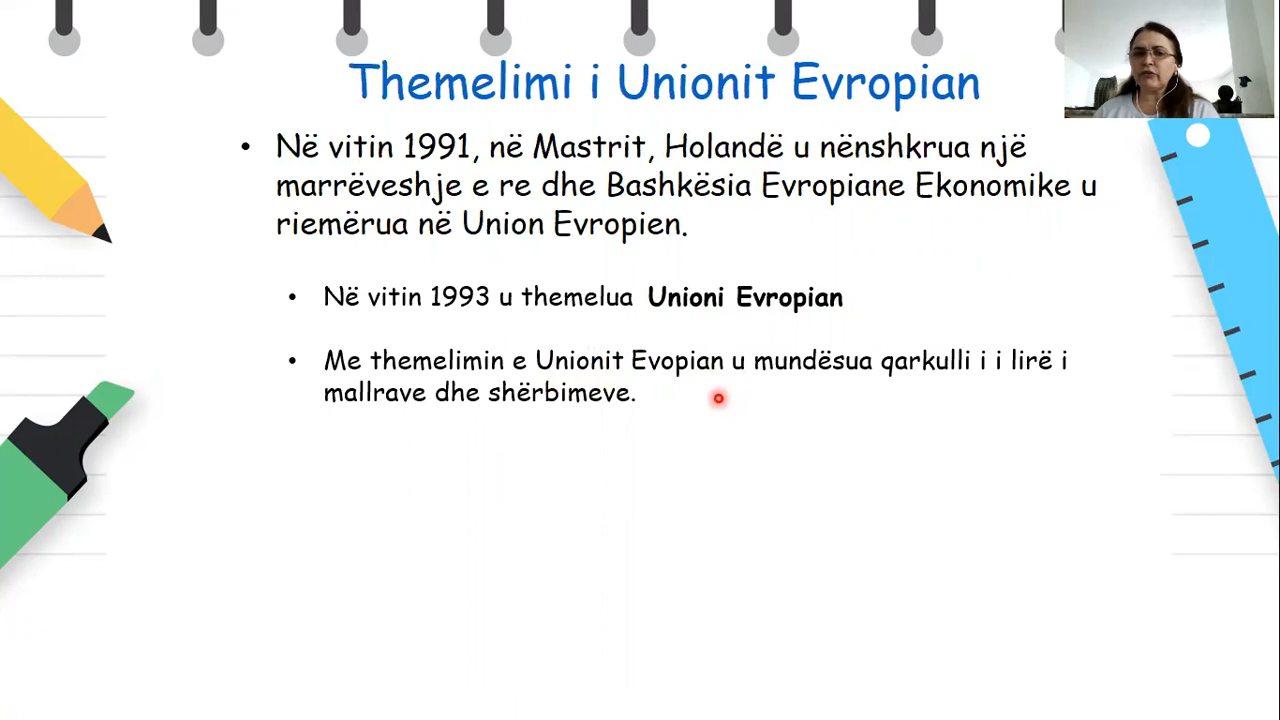 Themelimi i Unionit Evropian
• Në vitin 1991, në Mastrit, Holandë u nënshkrua një
marrëveshje e re dhe Bashkësia Evropiane Ekonomike u
riemërua në Union Evropien.
• Në vitin 1993 u themelua Unioni Evropian
• Me themelimin e Unionit Evopian u mundësua qarkulli i i lirë i
mallrave dhe shërbimeve.